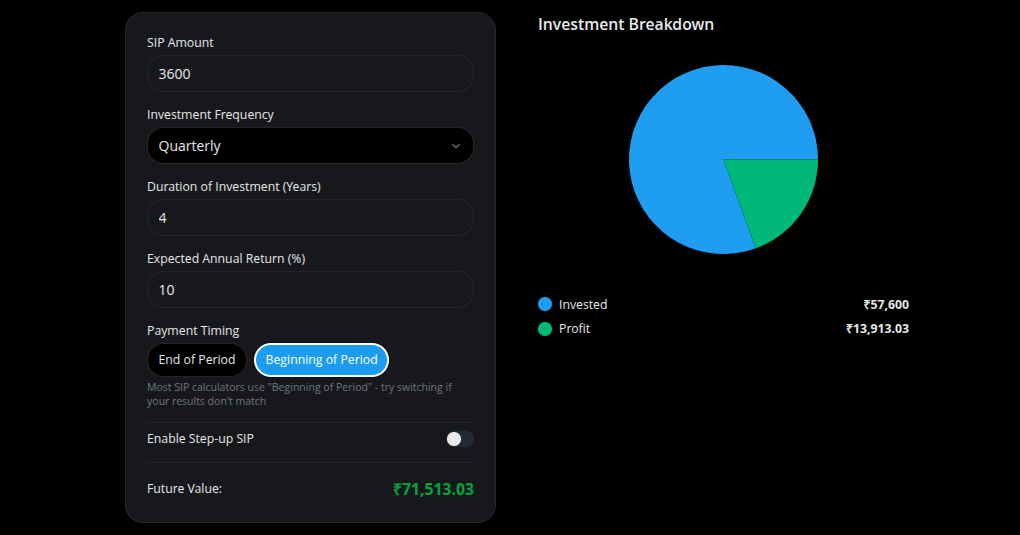 SIP Amount
3600
Investment Frequency
Quarterly
Duration of Investment (Years)
4
Expected Annual Return (%)
10
Payment Timing
End of Period
Beginning of Period
Most SIP calculators use "Beginning of Period" - try switching if
your results don't match
Enable Step-up SIP
Future Value: ₹71,513.03
Investment Breakdown
Invested ₹57,600
Profit ₹13,913.03